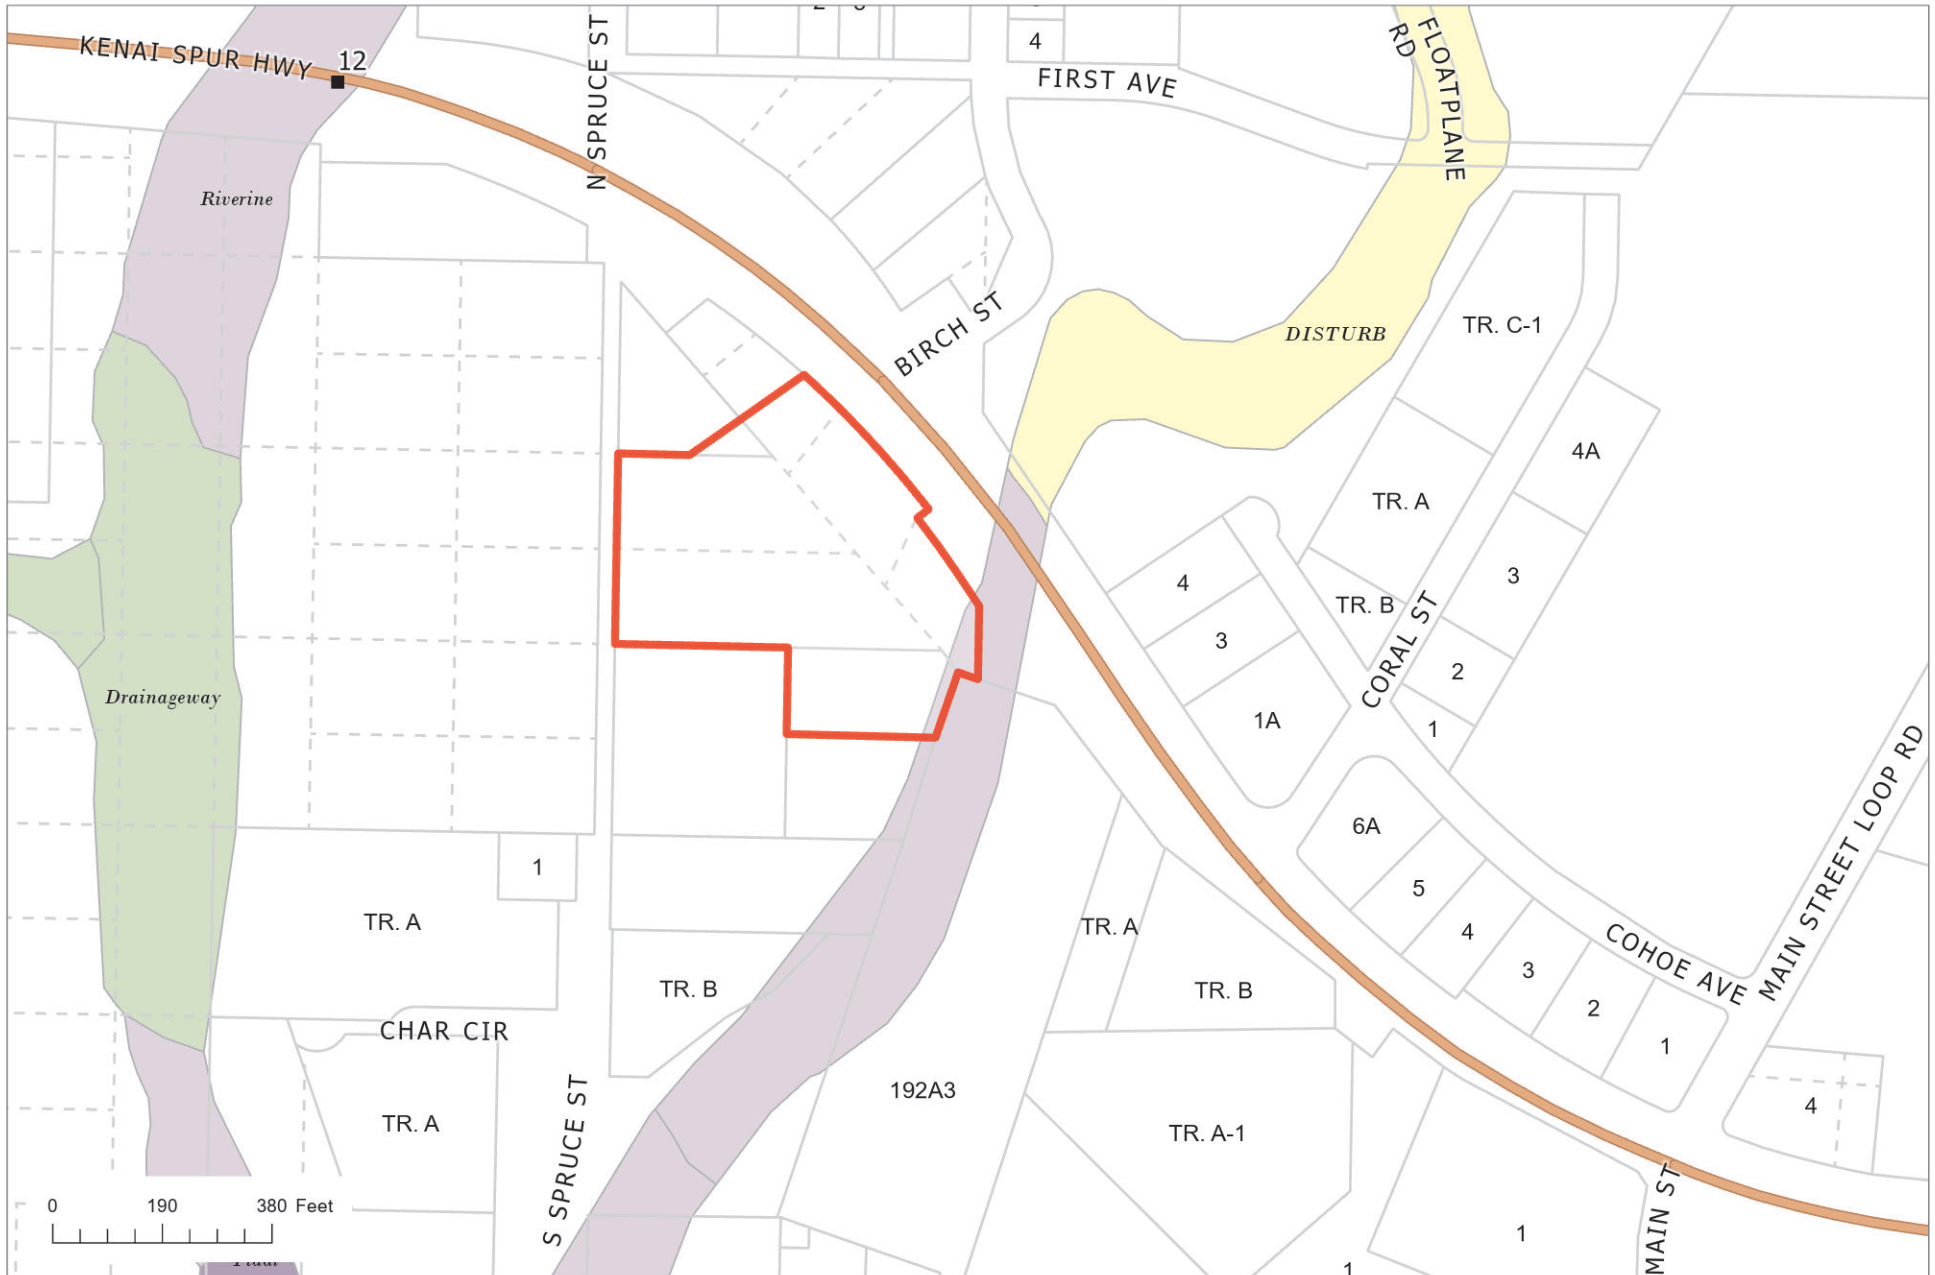 4
KENAI SPUR HWY
12
N SPRUCE ST
FIRST AVE
RD
FLOATPLANE
Riverine
BIRCH ST
DISTURB
TR. C-1
4A
TR. A
4
3
TR. B
3
CORAL ST
2
1A
1
Drainageway
MAIN STREET LOOP RD
6A
1
5
TR. A
TR. A
4
COHOE AVE
3
TR. B
TR. B
2
CHAR CIR
1
192A3
TR. A
TR. A-1
4
S SPRUCE ST
0 190 380 Feet
MAIN ST
1
1